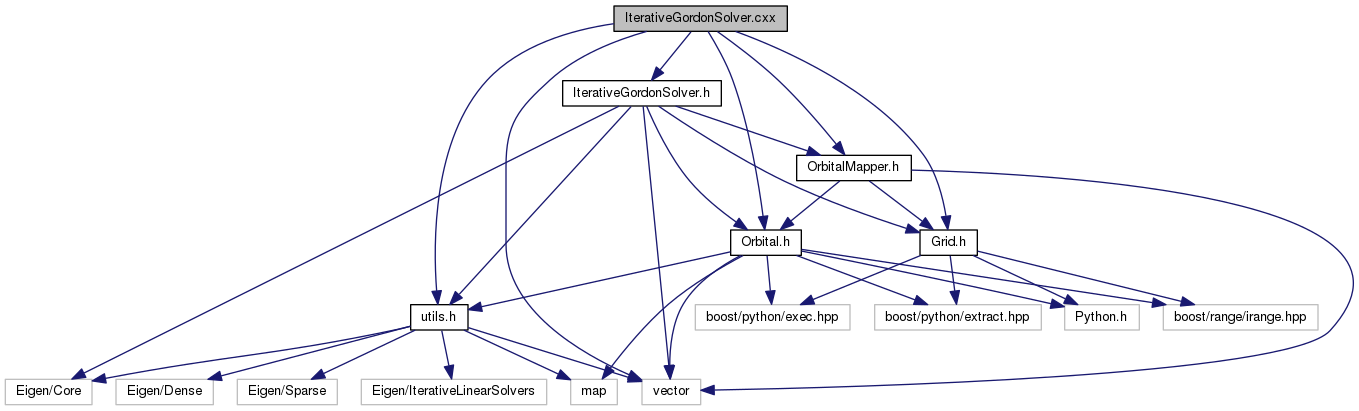 IterativeGordonSolver.cxx
IterativeGordonSolver.h
OrbitalMapper.h
Orbital.h
Grid.h
utils.h
boost/python/exec.hpp
boost/python/extract.hpp
Python.h
boost/range/irange.hpp
Eigen/Core
Eigen/Dense
Eigen/Sparse
Eigen/IterativeLinearSolvers
map
vector